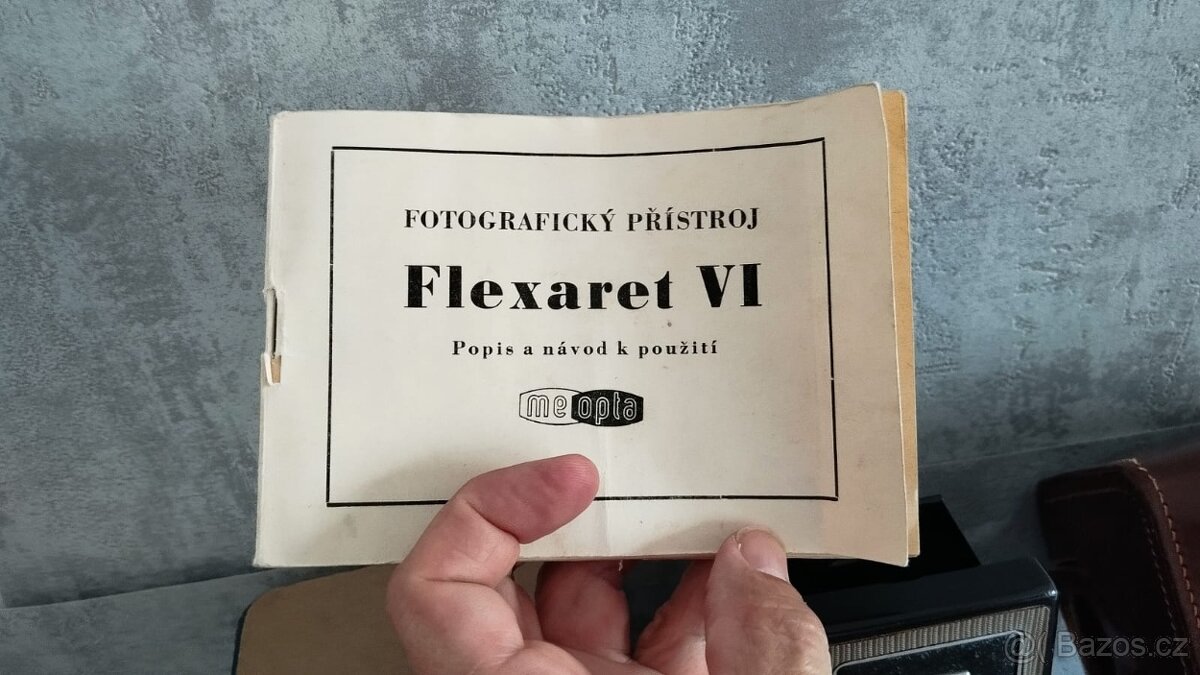 FOTOGRAFICKÝ PŘÍSTROJ
Flexaret VI
Popis a návod k použití
meopta
@ Bazos.cz